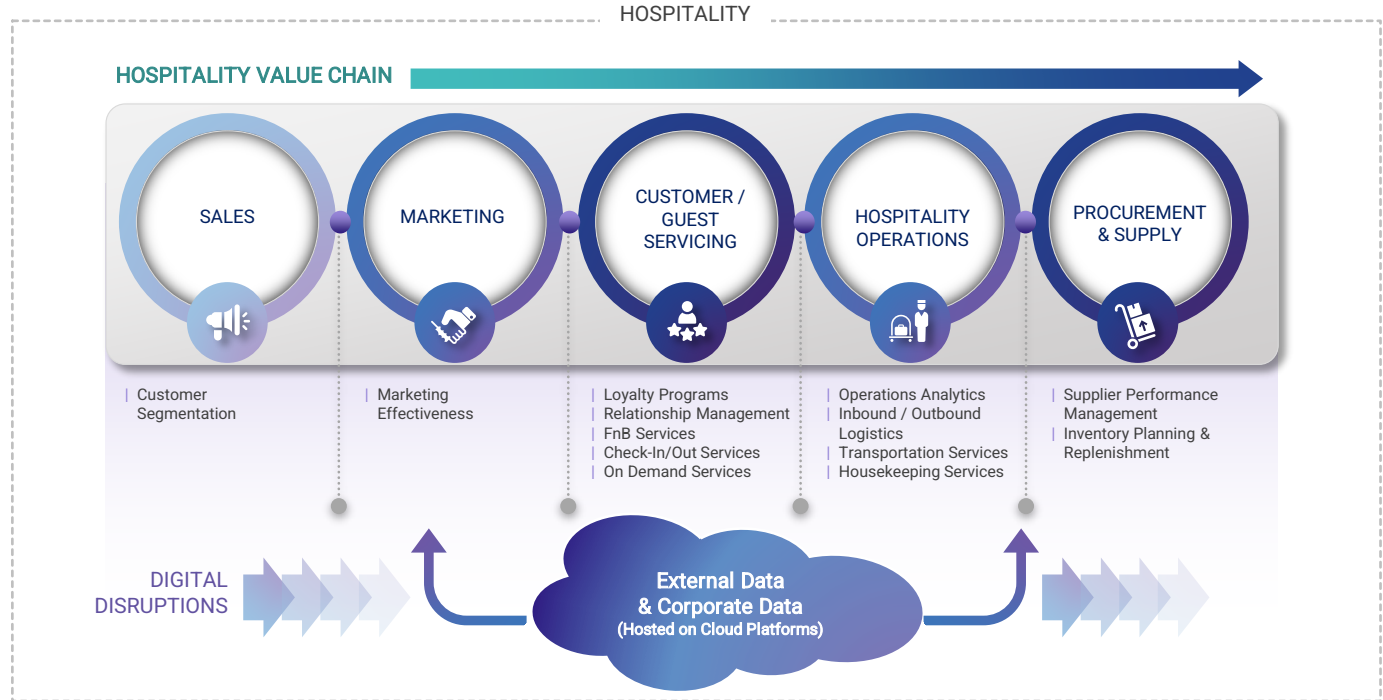 HOSPITALITY
HOSPITALITY VALUE CHAIN
SALES
MARKETING
CUSTOMER /
GUEST
SERVICING
HOSPITALITY
OPERATIONS
PROCUREMENT
& SUPPLY
Customer
Segmentation
Marketing
Effectiveness
Loyalty Programs
Relationship Management
FnB Services
Check-In/Out Services
On Demand Services
Operations Analytics
Inbound / Outbound
Logistics
Transportation Services
Housekeeping Services
Supplier Performance
Management
Inventory Planning &
Replenishment
DIGITAL
DISRUPTIONS
External Data
& Corporate Data
(Hosted on Cloud Platforms)